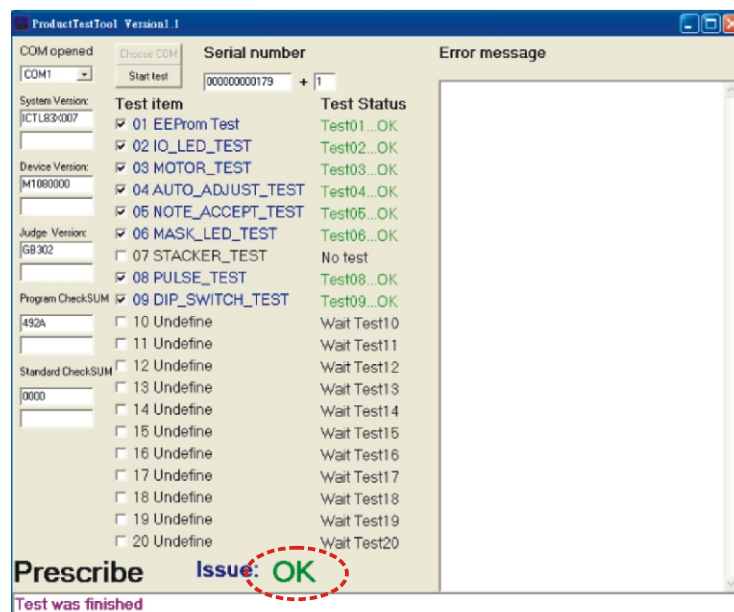 ProductTestTool Version1.1
COM opened
Choose COM
Serial number
Error message
COM1
Start test
000000000179 + 1
System Version:
ICTL83X007
Test item
Test Status
01 EEProm Test
Test01...OK
02 IO_LED_TEST
Test02...OK
Device Version:
M1080000
03 MOTOR_TEST
Test03...OK
04 AUTO_ADJUST_TEST
Test04...OK
05 NOTE_ACCEPT_TEST
Test05...OK
Judge Version:
GB302
06 MASK_LED_TEST
Test06...OK
07 STACKER_TEST
No test
08 PULSE_TEST
Test08...OK
Program CheckSUM
492A
09 DIP_SWITCH_TEST
Test09...OK
10 Undefine
Wait Test10
11 Undefine
Wait Test11
Standard CheckSUM
0000
12 Undefine
Wait Test12
13 Undefine
Wait Test13
14 Undefine
Wait Test14
15 Undefine
Wait Test15
16 Undefine
Wait Test16
17 Undefine
Wait Test17
18 Undefine
Wait Test18
19 Undefine
Wait Test19
20 Undefine
Wait Test20
Prescribe
Issue: OK
Test was finished